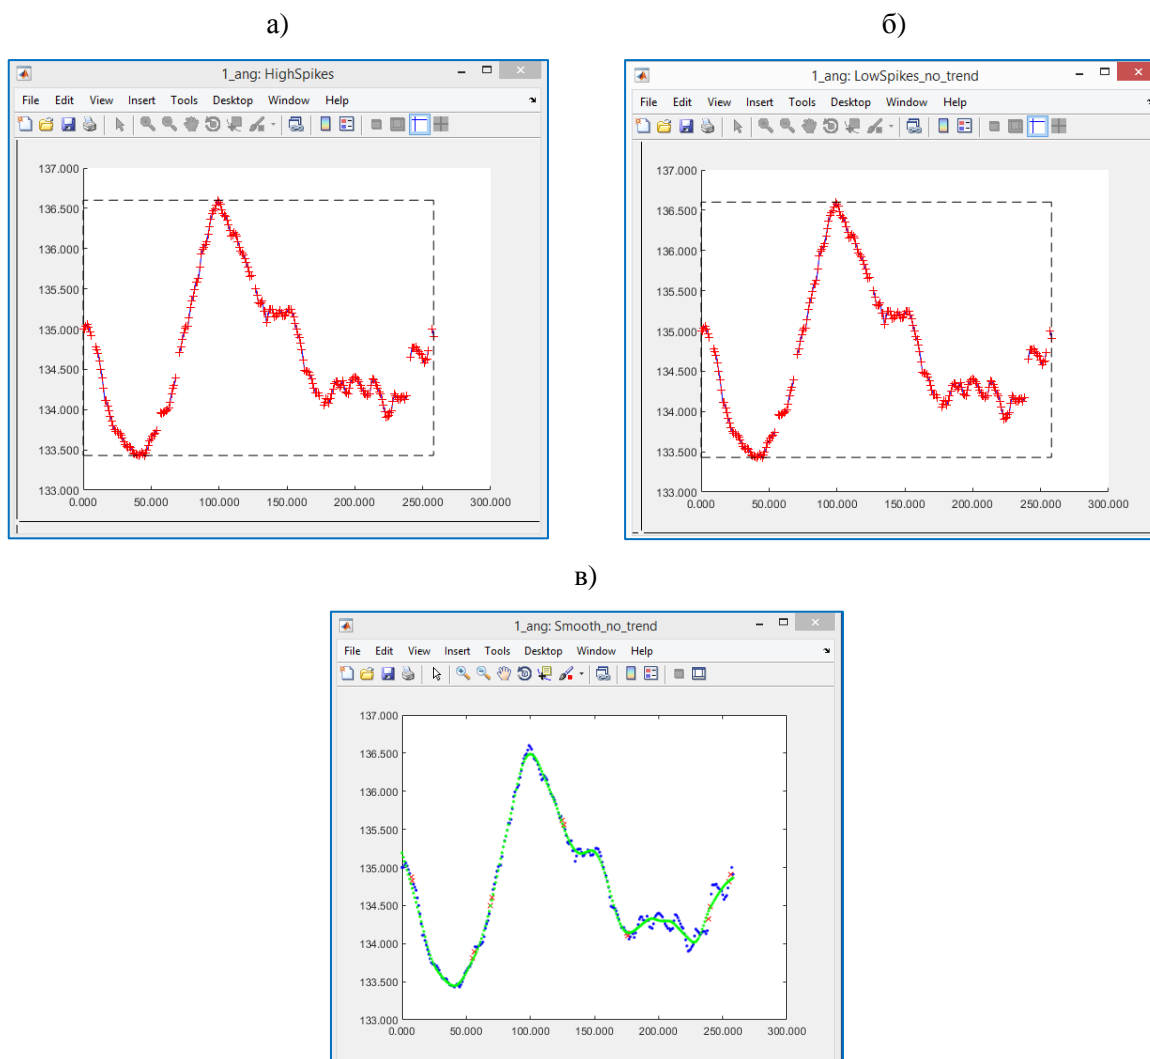 а)
б)
1_ang: HighSpikes
File Edit View Insert Tools Desktop Window Help
137.000
136.500
136.000
135.500
135.000
134.500
134.000
133.500
133.000
0.000 50.000 100.000 150.000 200.000 250.000 300.000
1_ang: LowSpikes_no_trend
File Edit View Insert Tools Desktop Window Help
137.000
136.500
136.000
135.500
135.000
134.500
134.000
133.500
133.000
0.000 50.000 100.000 150.000 200.000 250.000 300.000
в)
1_ang: Smooth_no_trend
File Edit View Insert Tools Desktop Window Help
137.000
136.500
136.000
135.500
135.000
134.500
134.000
133.500
133.000
0.000 50.000 100.000 150.000 200.000 250.000 300.000